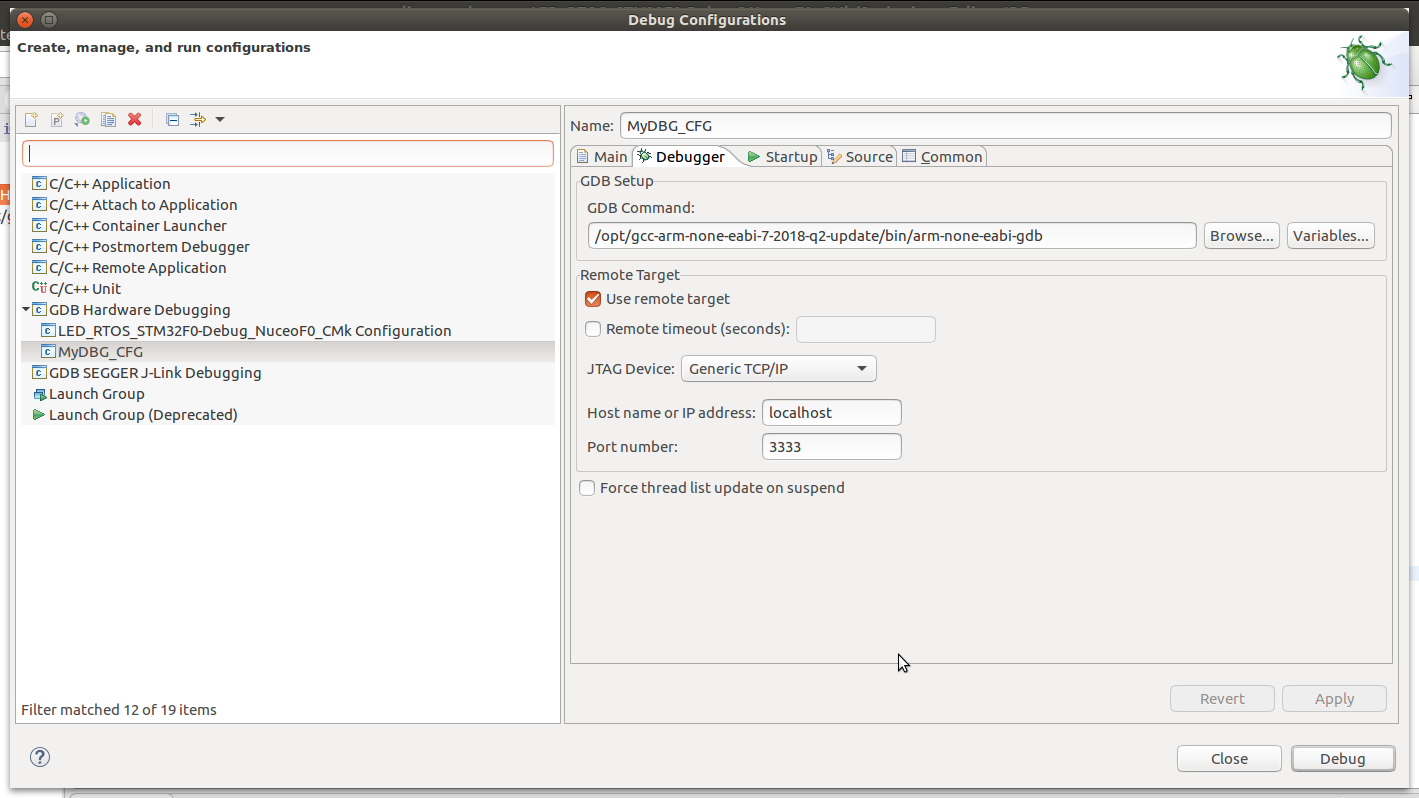 Debug Configurations
Create, manage, and run configurations
C/C++ Application
C/C++ Attach to Application
C/C++ Container Launcher
C/C++ Postmortem Debugger
C/C++ Remote Application
C/C++ Unit
GDB Hardware Debugging
LED_RTOS_STM32F0-Debug_NuceoF0_CMk Configuration
MyDBG_CFG
GDB SEGGER J-Link Debugging
Launch Group
Launch Group (Deprecated)
Filter matched 12 of 19 items
Name: MyDBG_CFG
Main Debugger Startup Source Common
GDB Setup
GDB Command:
/opt/gcc-arm-none-eabi-7-2018-q2-update/bin/arm-none-eabi-gdb Browse... Variables...
Remote Target
Use remote target
Remote timeout (seconds):
JTAG Device: Generic TCP/IP
Host name or IP address: localhost
Port number: 3333
Force thread list update on suspend
Revert Apply
? Close Debug